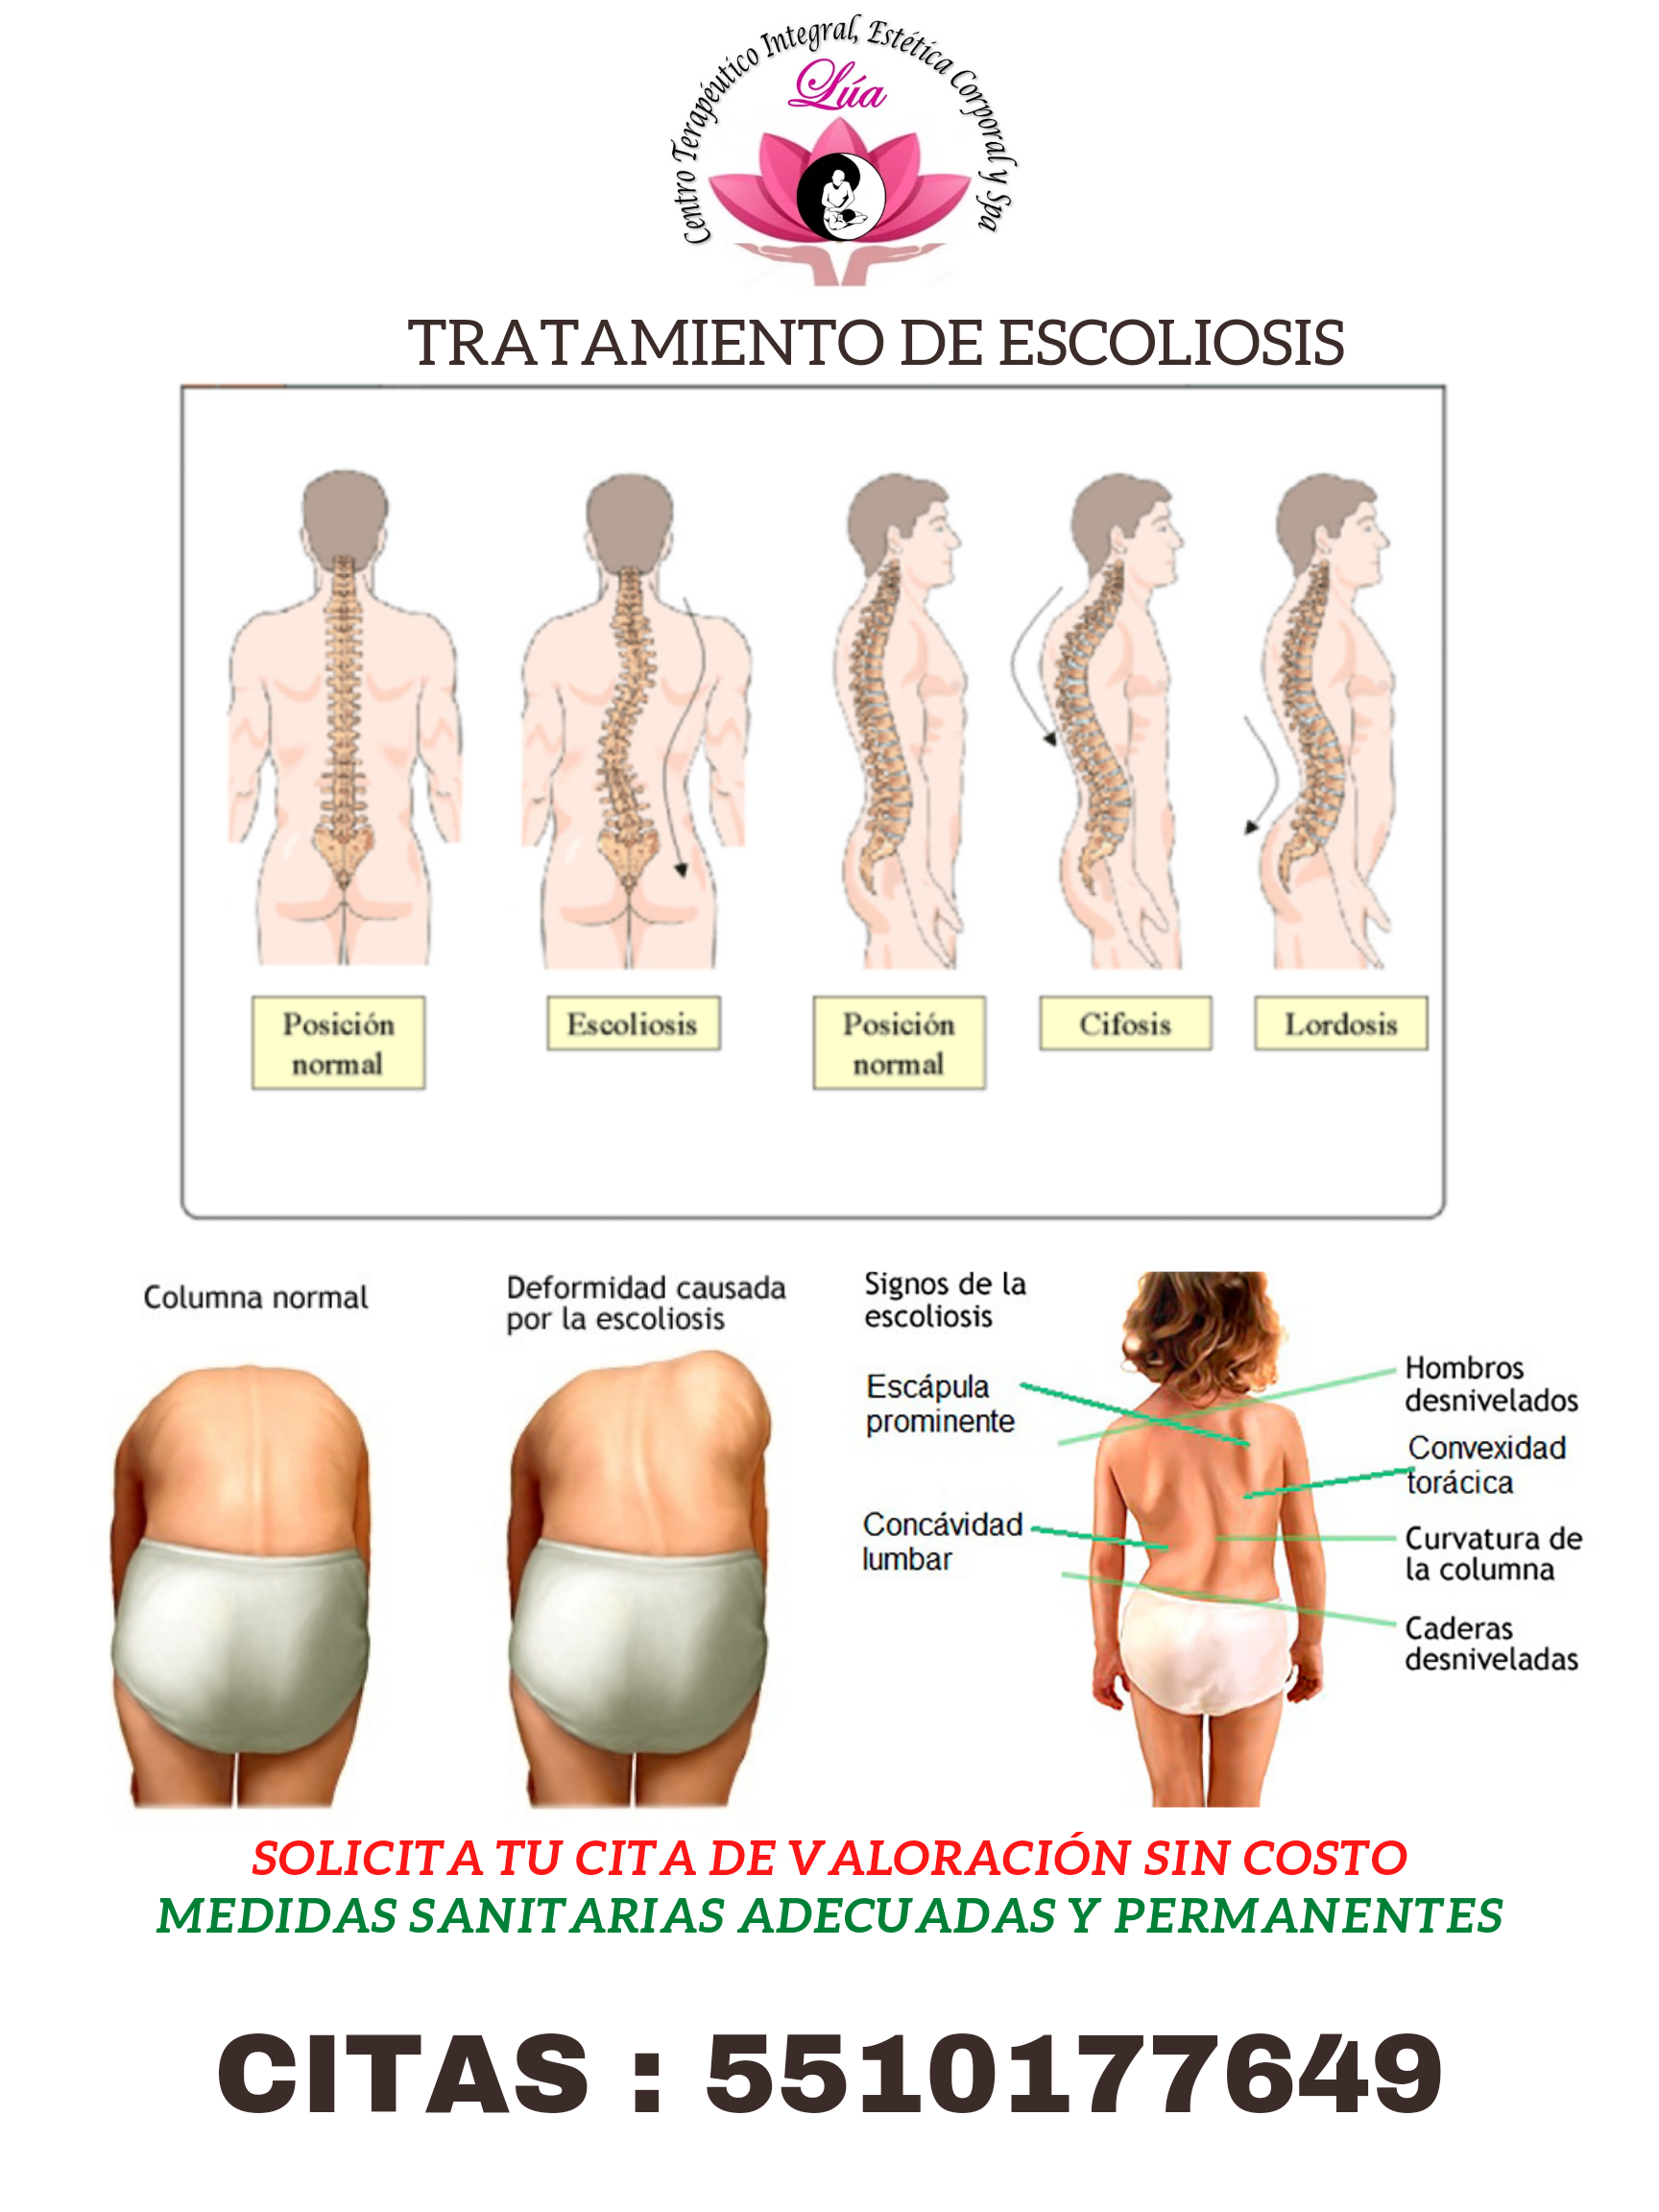 Centro Terapéutico Integral, Estética Corporal y Spa
Lúa
TRATAMIENTO DE ESCOLIOSIS
Posición
normal
Escoliosis
Posición
normal
Cifosis
Lordosis
Columna normal
Deformidad causada
por la escoliosis
Signos de la
escoliosis
Escápula
prominente
Concávidad
lumbar
Hombros
desnivelados
Convexidad
torácica
Curvatura de
la columna
Caderas
desniveladas
SOLICITA TU CITA DE VALORACIÓN SIN COSTO
MEDIDAS SANITARIAS ADECUADAS Y PERMANENTES
CITAS : 5510177649